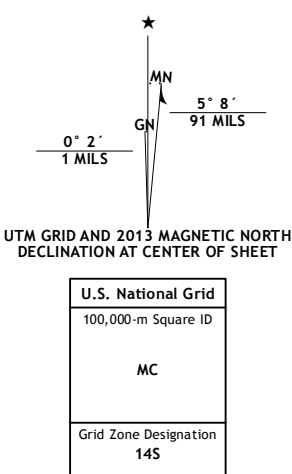 MN
5° 8´
91 MILS
GN
0° 2´
1 MILS
UTM GRID AND 2013 MAGNETIC NORTH
DECLINATION AT CENTER OF SHEET
U.S. National Grid
100,000-m Square ID
MC
Grid Zone Designation
14S